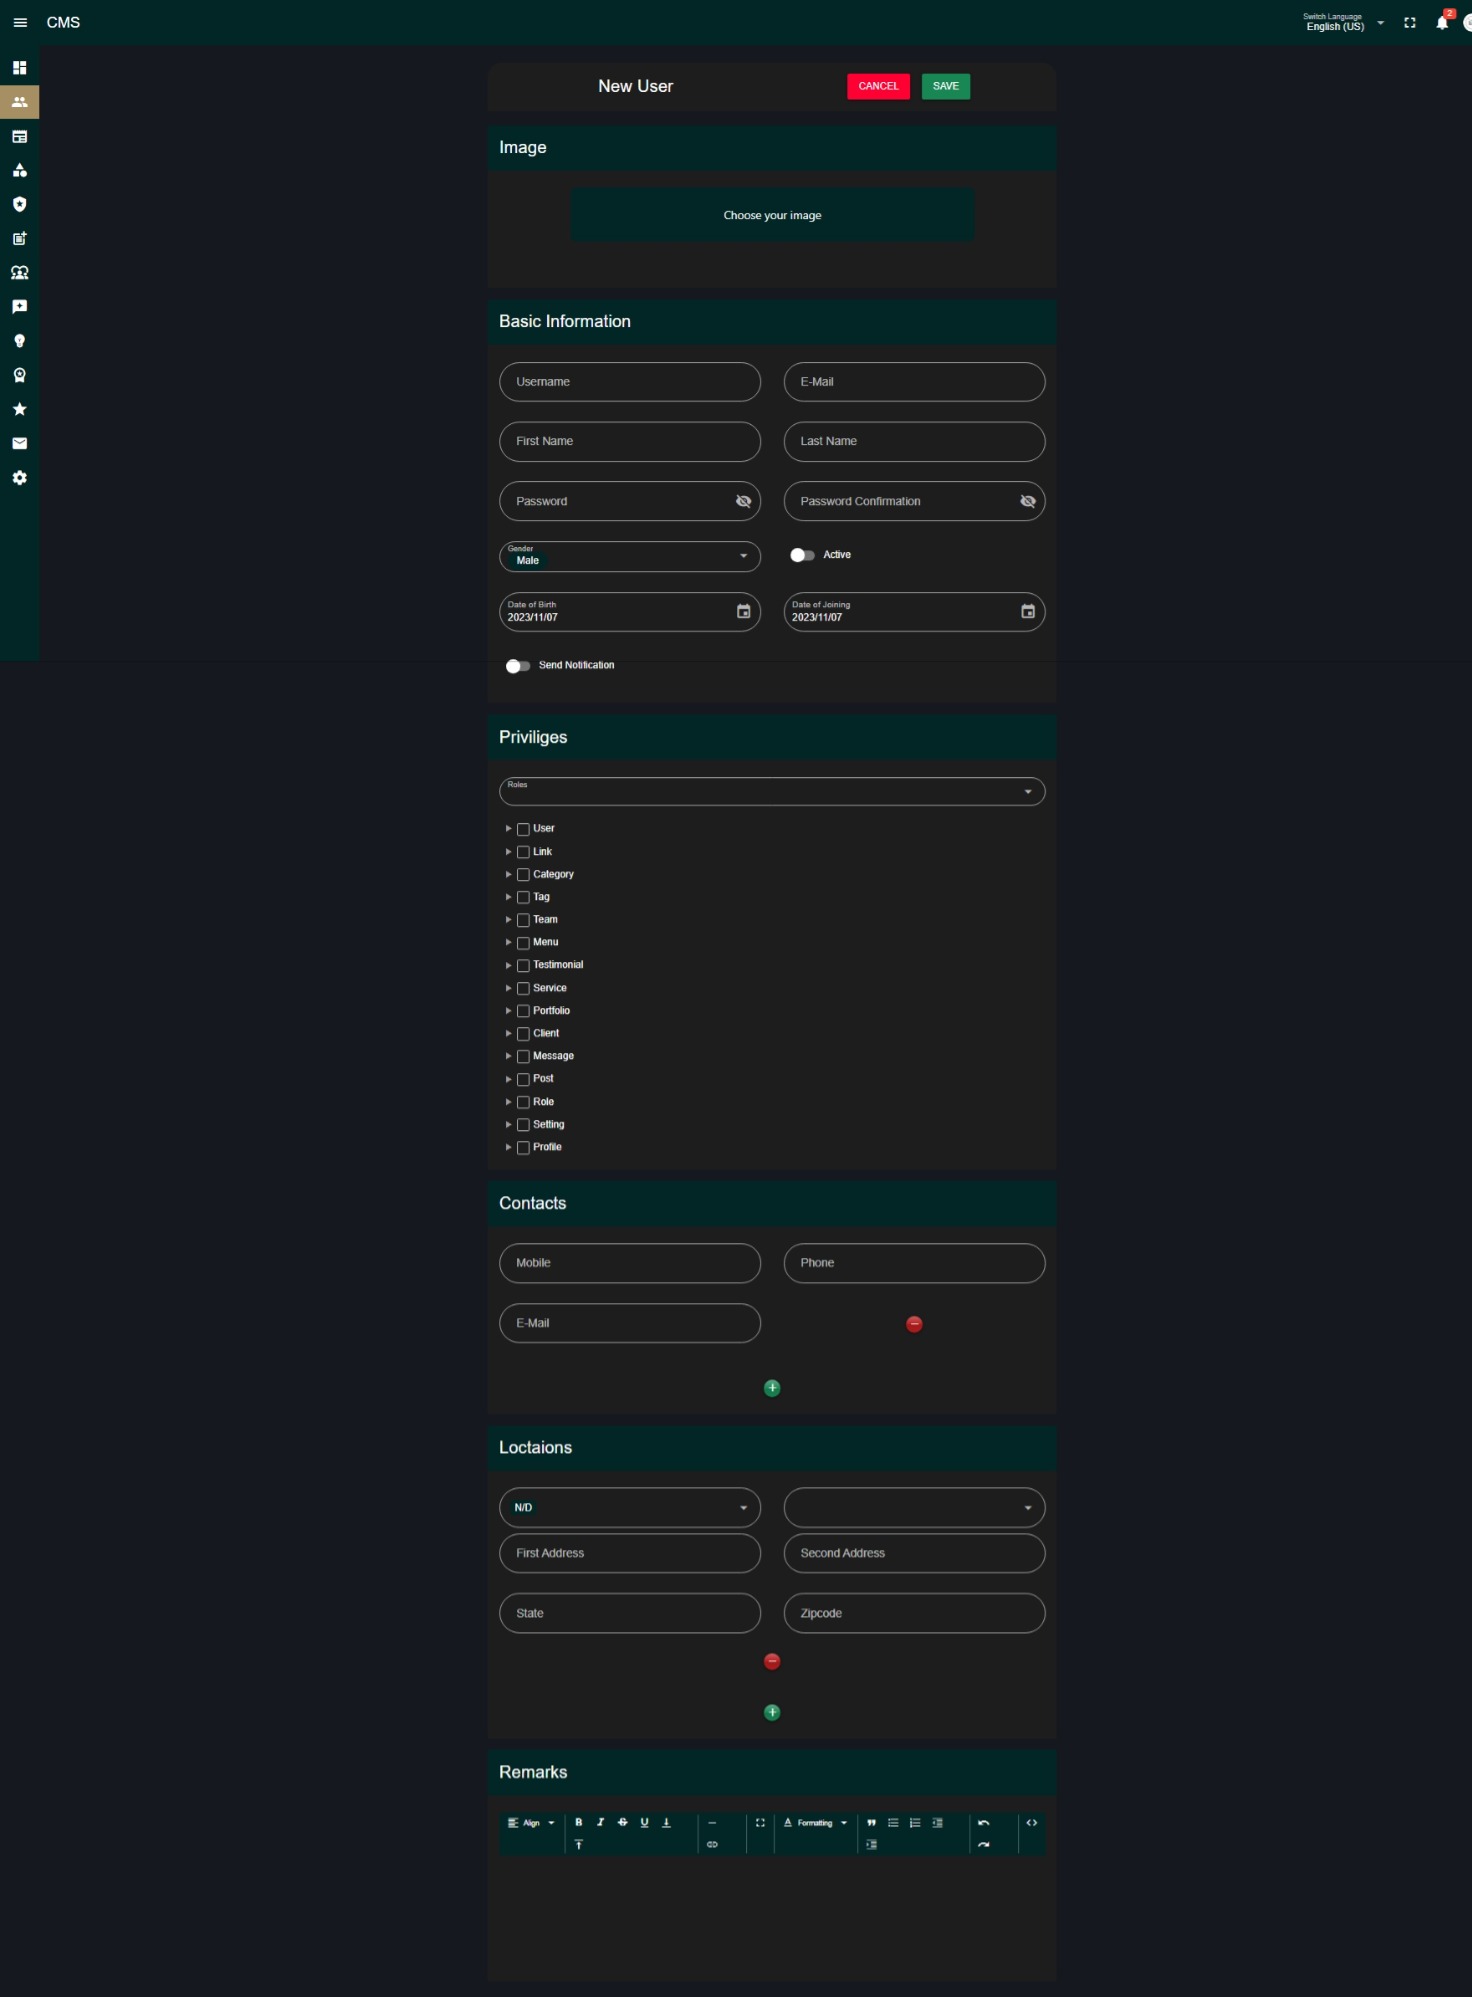 CMS
Switch Language
English (US)
2
New User
CANCEL
SAVE
Image
Choose your image
Basic Information
Username
E-Mail
First Name
Last Name
Password
Password Confirmation
Gender
Male
Active
Date of Birth
2023/11/07
Date of Joining
2023/11/07
Send Notification
Priviliges
Roles
User
Link
Category
Tag
Team
Menu
Testimonial
Service
Portfolio
Client
Message
Post
Role
Setting
Profile
Contacts
Mobile
Phone
E-Mail
Loctaions
N/D
First Address
Second Address
State
Zipcode
Remarks
Align
Formatting